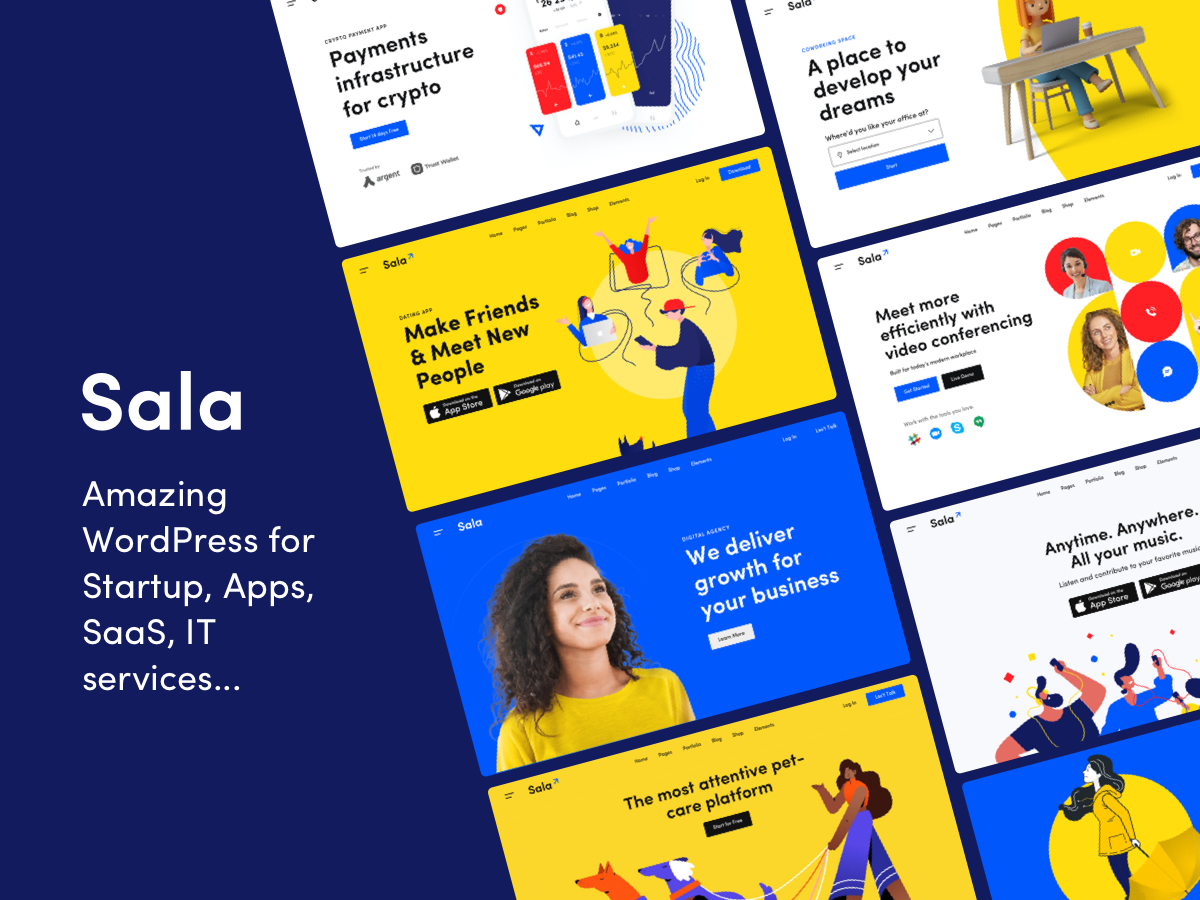 Sala
Amazing
WordPress for
Startup, Apps,
SaaS, IT
services...
CRYPTO PAYMENT APP
Payments
infrastructure
for crypto
Start 14 days Free
Trusted by
argent
Trust Wallet
Sala
COWORKING SPACE
A place to
develop your
dreams
Where'd you like your office at?
Select location
Start
Log In
Download
Home Pages Portfolio Blog Shop Elements
Sala
DATING APP
Make Friends
& Meet New
People
Download on the
App Store
Download on
Google play
Log In
Home Pages Portfolio Blog Shop Elements
Sala
Meet more
efficiently with
video conferencing
Built for today's modern workplace
Get Started
Live Demo
Work with the tools you love
Log In
Let'l Talk
Home Pages Portfolio Blog Shop Elements
Sala
DIGITAL AGENCY
We deliver
growth for
your business
Learn More
Home Pages Portfolio Blog Shop Elements
Sala
Anytime. Anywhere.
All your music.
Listen and contribute to your favorite music
Download on the
App Store
Download on
Google play
Log In
Let'l Talk
Home Pages Portfolio Blog Shop Elements
Sala
The most attentive pet-
care platform
Start for Free